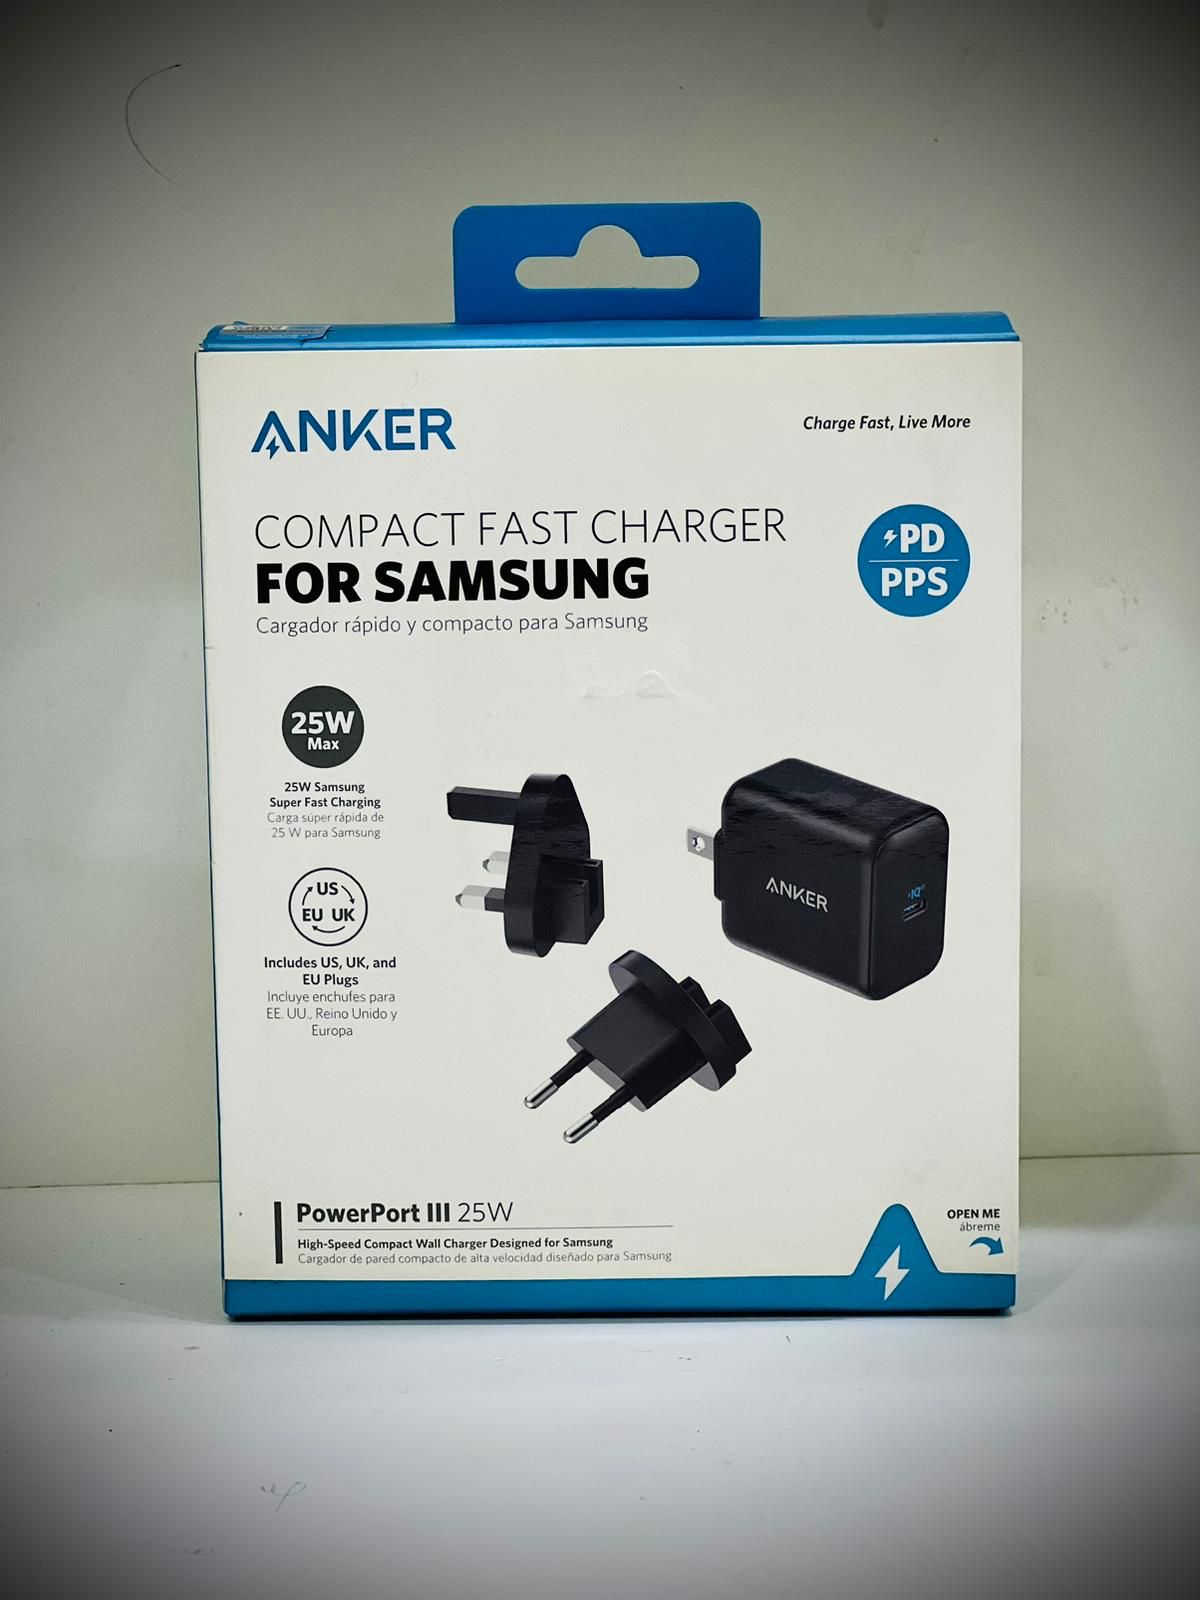 ANKER
Charge Fast, Live More
COMPACT FAST CHARGER
FOR SAMSUNG
Cargador rápido y compacto para Samsung
PD
PPS
25W
Max
25W Samsung
Super Fast Charging
Carga súper rápida de
25 W para Samsung
US
EU UK
Includes US, UK, and
EU Plugs
Incluye enchufes para
EE. UU., Reino Unido y
Europa
ANKER
IQ
PowerPort III 25W
High-Speed Compact Wall Charger Designed for Samsung
Cargador de pared compacto de alta velocidad diseñado para Samsung
OPEN ME
ábreme